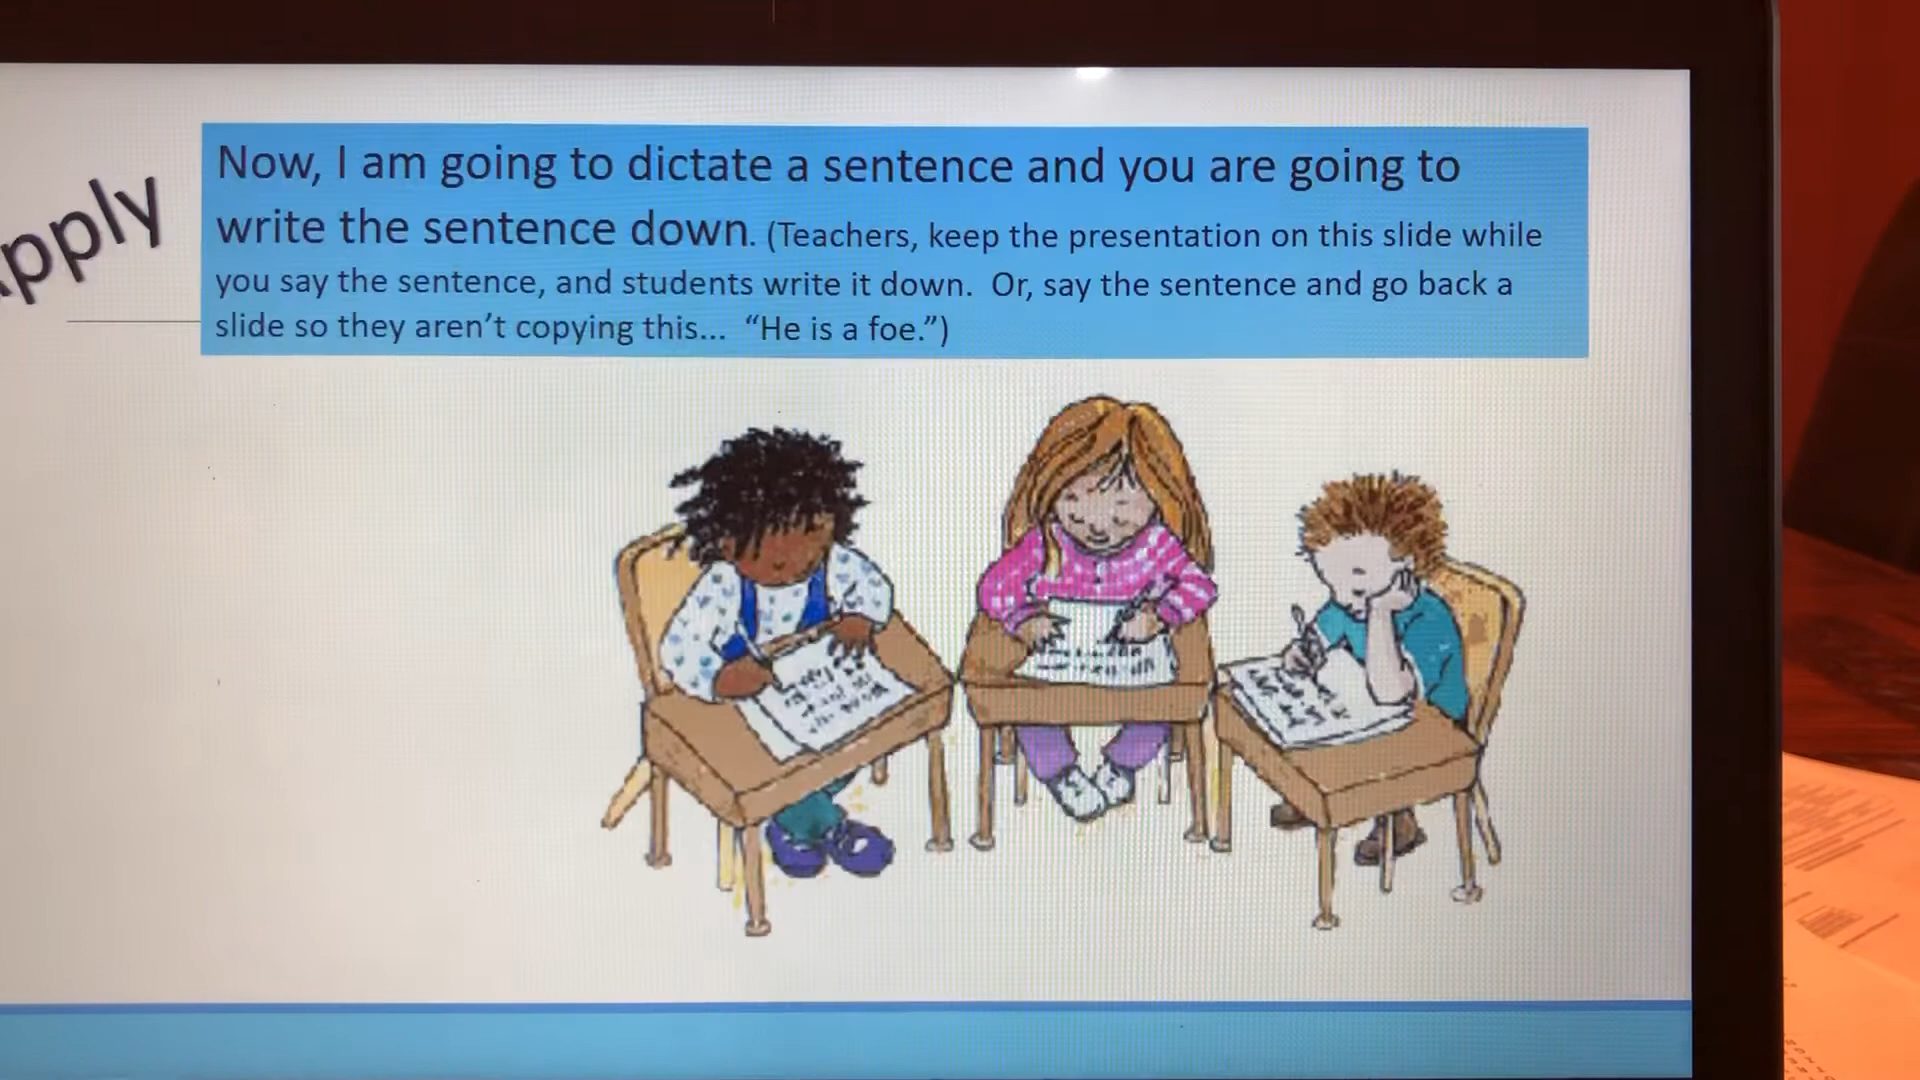 Now, I am going to dictate a sentence and you are going to
write the sentence down. (Teachers, keep the presentation on this slide while
you say the sentence, and students write it down.  Or, say the sentence and go back a
slide so they aren't copying this...  “He is a foe.”)
pply